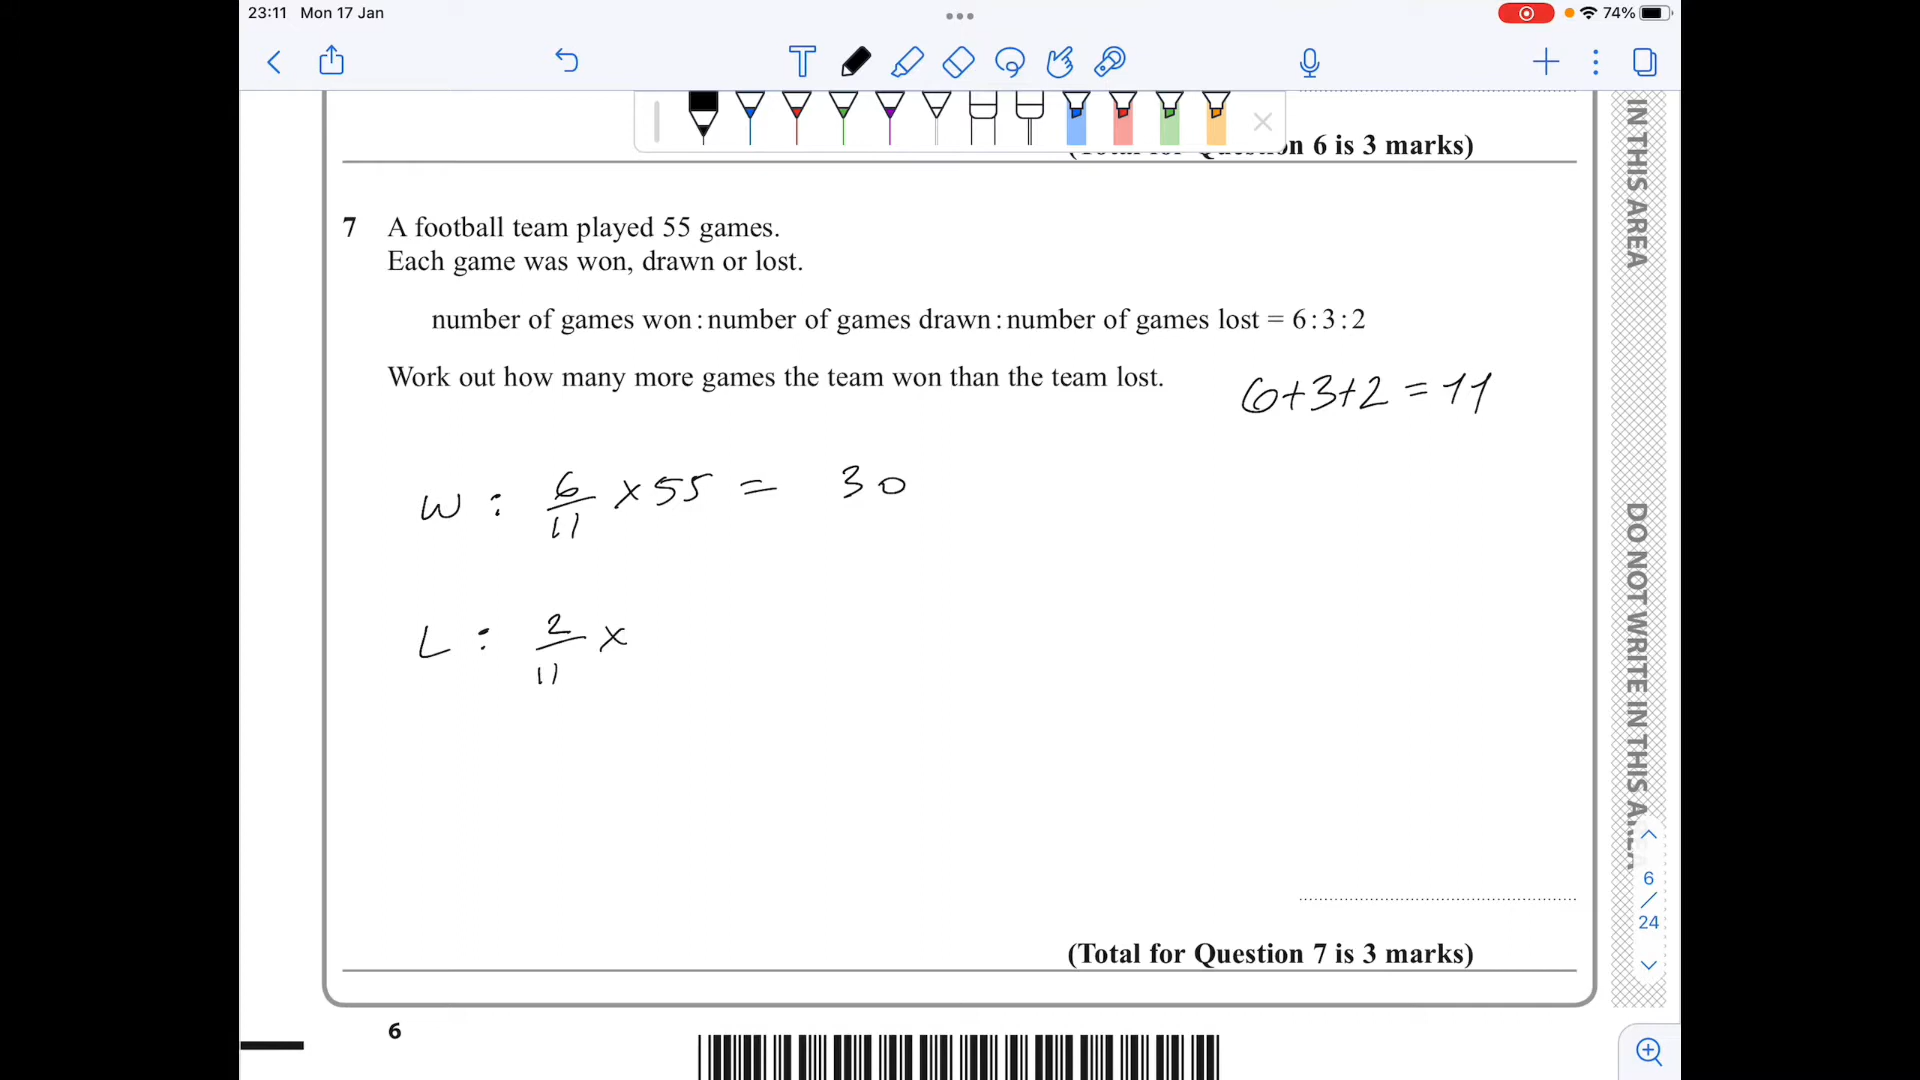 23:11 Mon 17 Jan
74%
n 6 is 3 marks)
7 A football team played 55 games.
Each game was won, drawn or lost.
number of games won : number of games drawn : number of games lost = 6 : 3 : 2
Work out how many more games the team won than the team lost.
6+3+2 = 11
W : 6/11 × 55 = 30
L : 2/11 ×
(Total for Question 7 is 3 marks)
6
IN THIS AREA
DO NOT WRITE IN THIS AREA
6
/
24